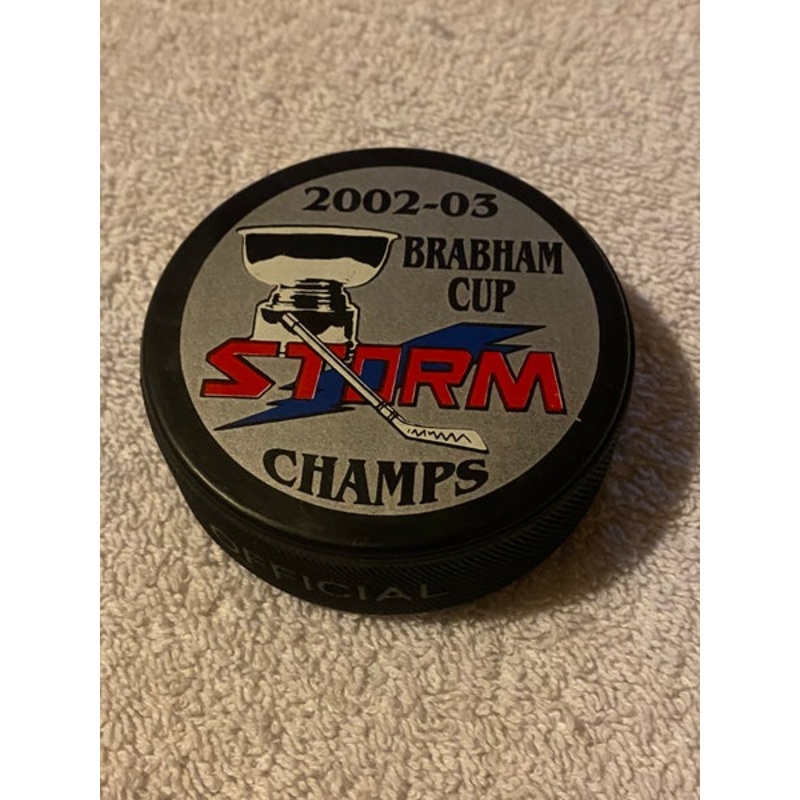 2002-03
BRABHAM
CUP
STORM
CHAMPS
OFFICIAL